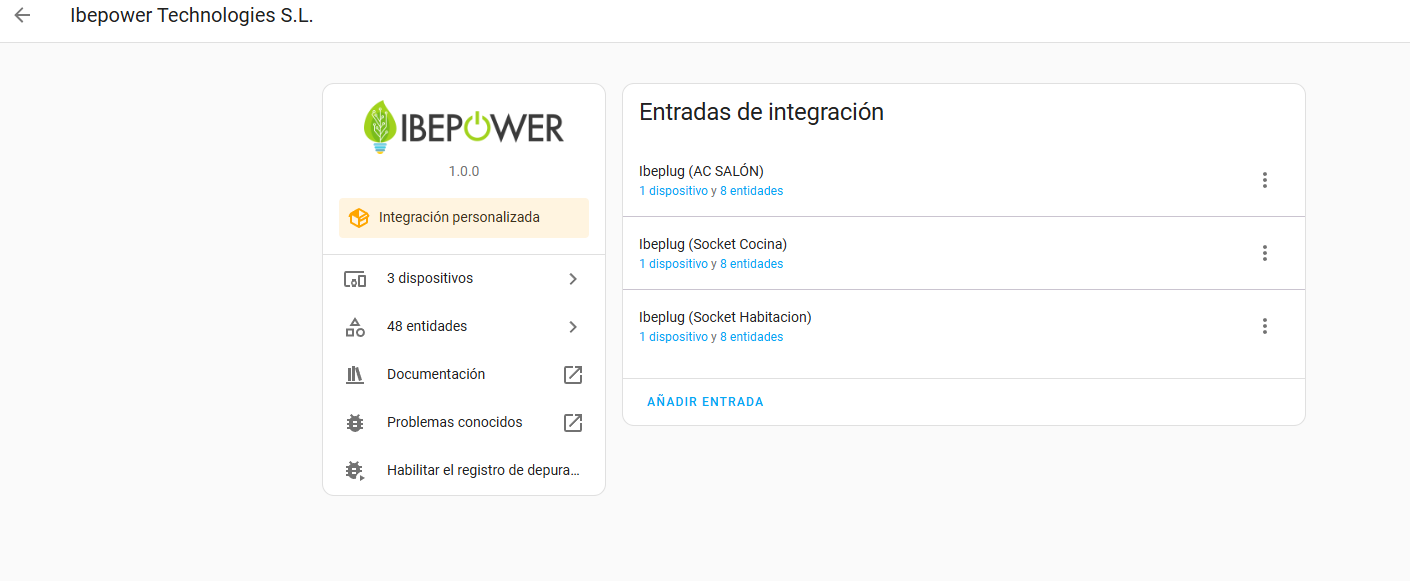 Ibepower Technologies S.L.
IBEPOWER
1.0.0
Integración personalizada
3 dispositivos
48 entidades
Documentación
Problemas conocidos
Habilitar el registro de depura...
Entradas de integración
Ibeplug (AC SALÓN)
1 dispositivo y 8 entidades
Ibeplug (Socket Cocina)
1 dispositivo y 8 entidades
Ibeplug (Socket Habitacion)
1 dispositivo y 8 entidades
AÑADIR ENTRADA